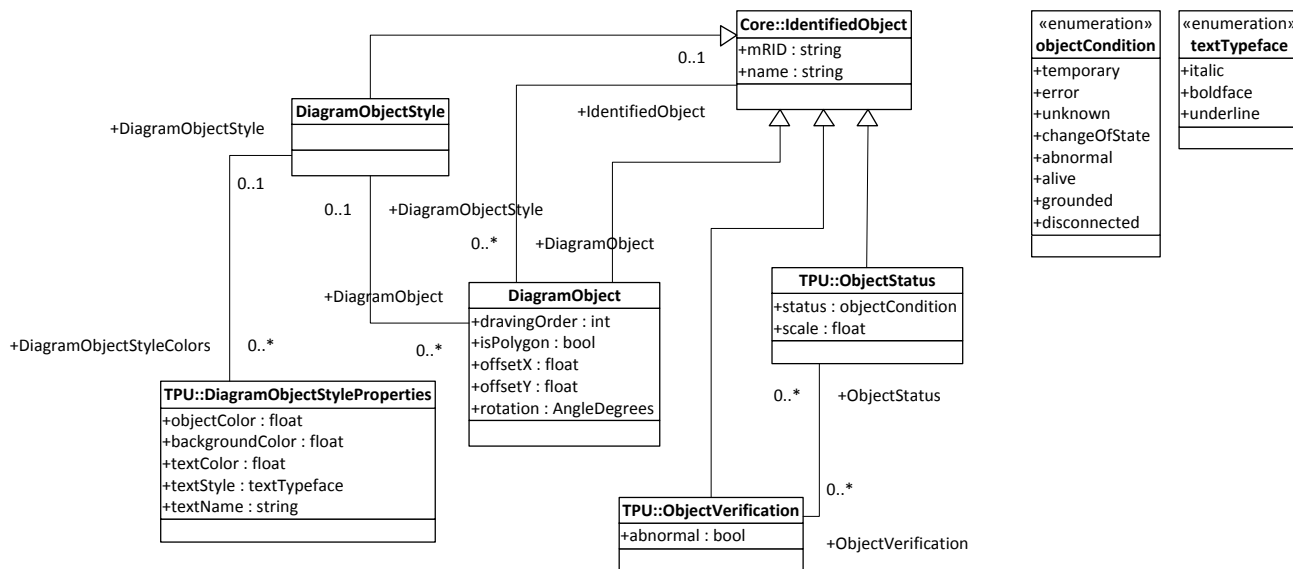 Core::IdentifiedObject
+mRID : string
+name : string
«enumeration»
objectCondition
+temporary
+error
+unknown
+changeOfState
+abnormal
+alive
+grounded
+disconnected
«enumeration»
textTypeface
+italic
+boldface
+underline
0..1
+IdentifiedObject
DiagramObjectStyle
+DiagramObjectStyle
0..1
0..1
+DiagramObjectStyle
0..*
+DiagramObject
+DiagramObject
DiagramObject
+dravingOrder : int
+isPolygon : bool
+offsetX : float
+offsetY : float
+rotation : AngleDegrees
TPU::ObjectStatus
+status : objectCondition
+scale : float
+DiagramObjectStyleColors
0..*
0..*
TPU::DiagramObjectStyleProperties
+objectColor : float
+backgroundColor : float
+textColor : float
+textStyle : textTypeface
+textName : string
0..*
+ObjectStatus
0..*
TPU::ObjectVerification
+abnormal : bool
+ObjectVerification